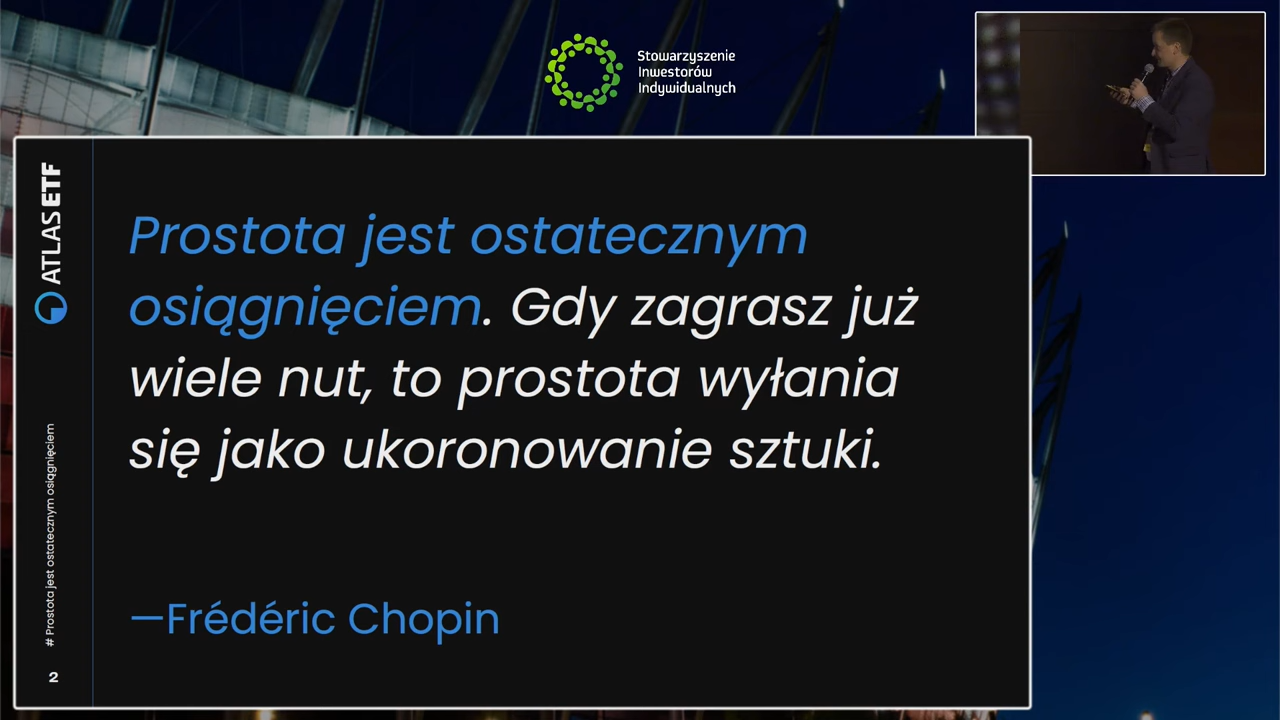 Stowarzyszenie
Inwestorów
Indywidualnych
ATLAS ETF
Prostota jest ostatecznym
osiągnięciem. Gdy zagrasz już
wiele nut, to prostota wyłania
się jako ukoronowanie sztuki.
—Frédéric Chopin
# Prostota jest ostatecznym osiągnięciem
2